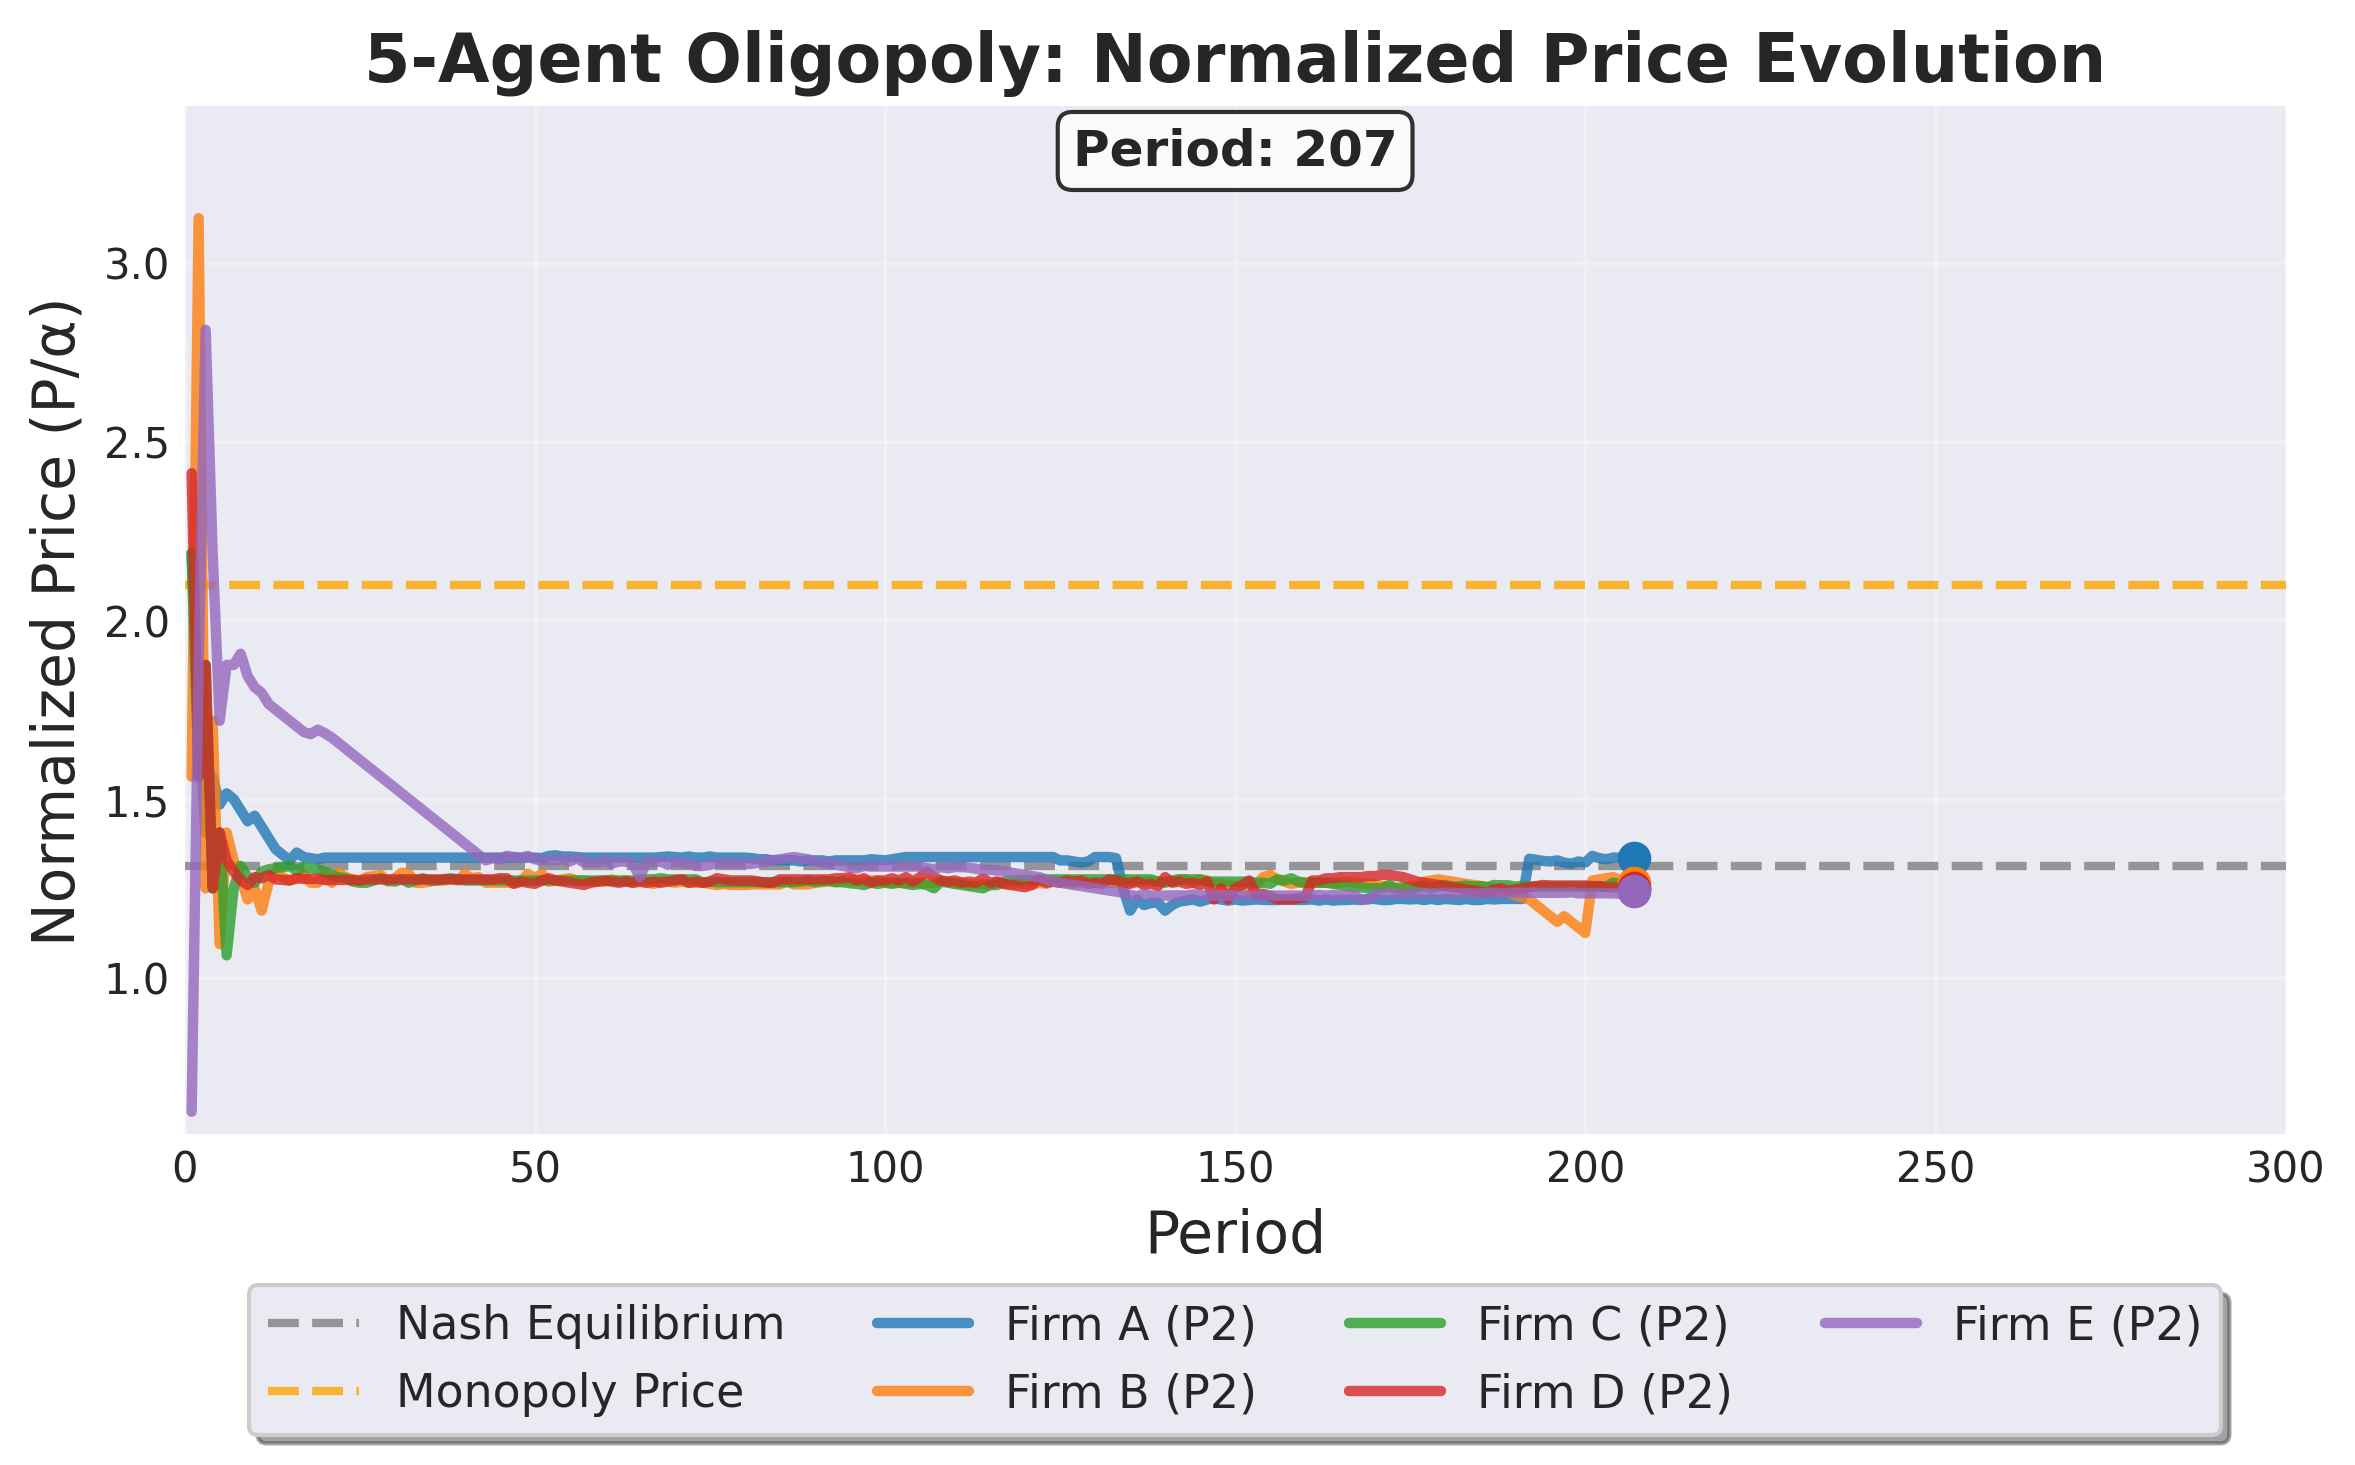 5-Agent Oligopoly: Normalized Price Evolution
Period: 207
Normalized Price (P/α)
3.0
2.5
2.0
1.5
1.0
0 50 100 150 200 250 300
Period
Nash Equilibrium Firm A (P2) Firm C (P2) Firm E (P2)
Monopoly Price Firm B (P2) Firm D (P2)